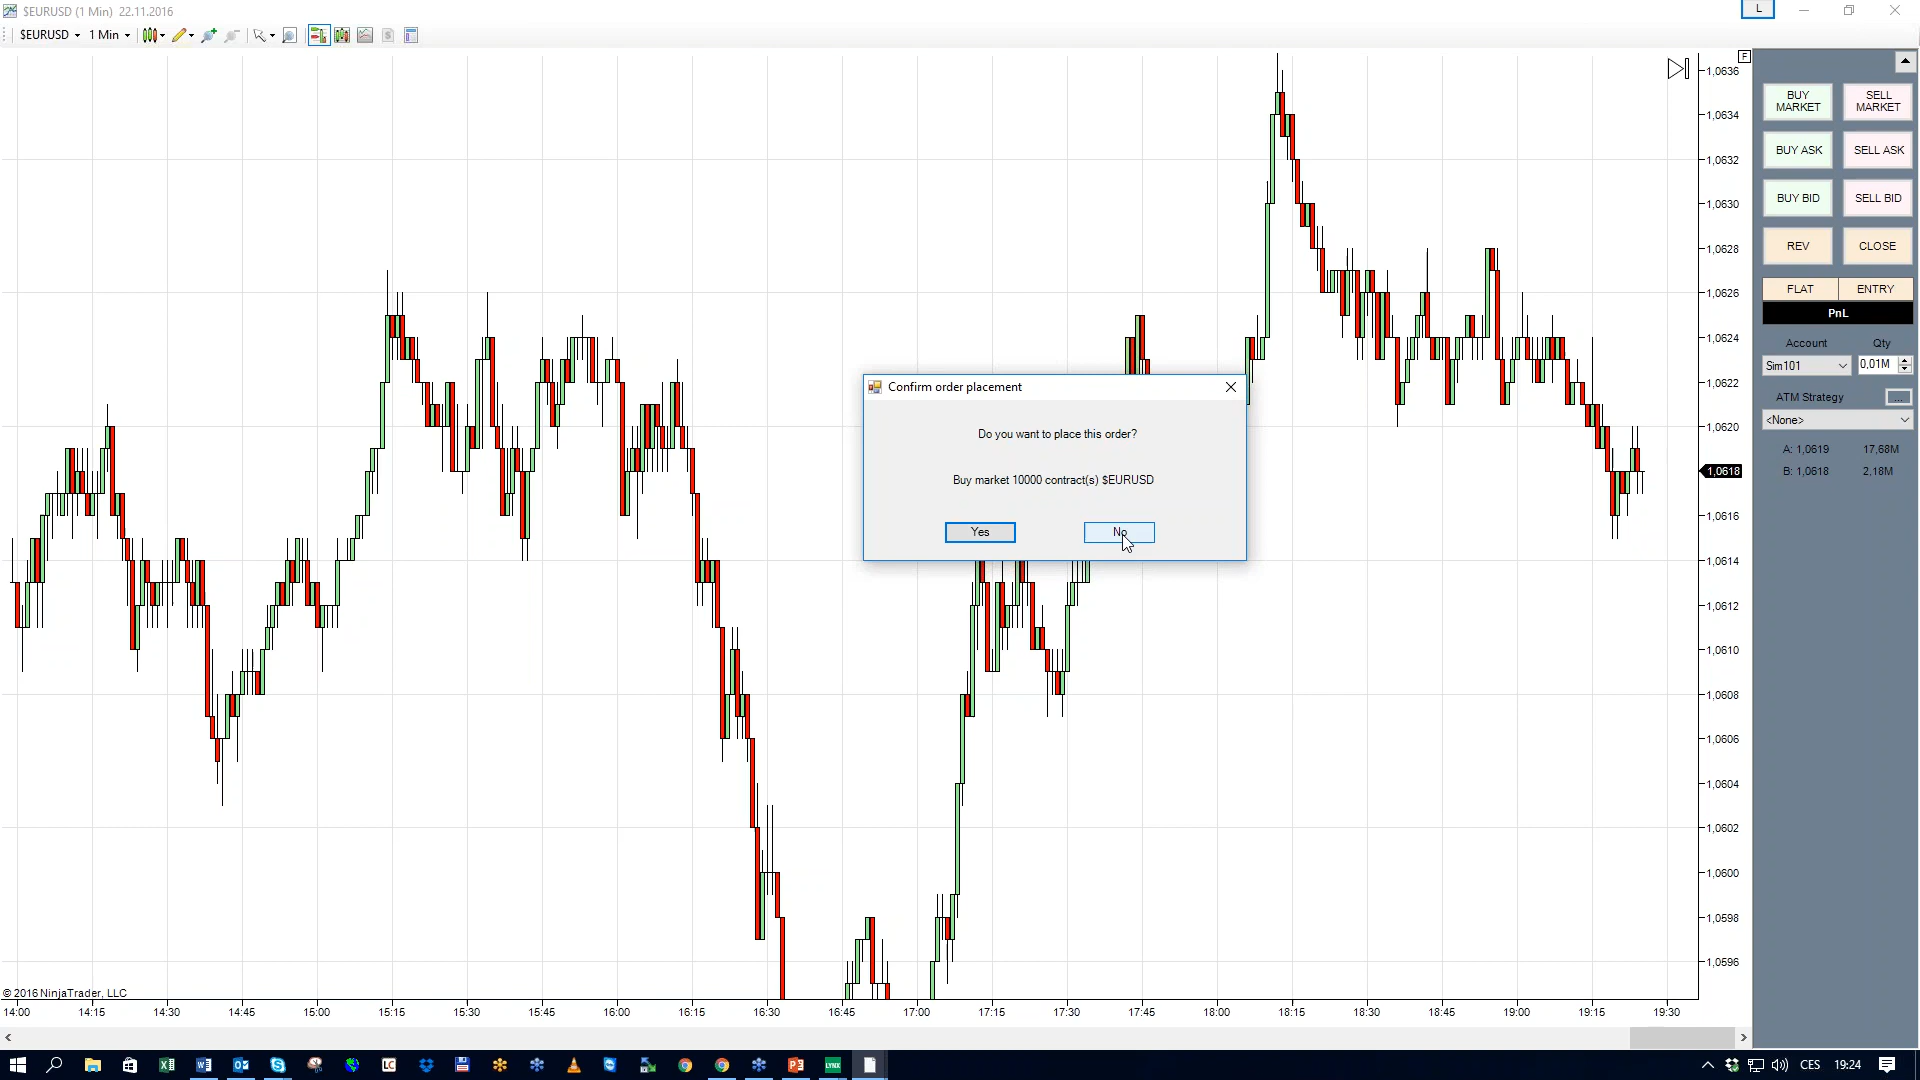 $EURUSD (1 Min) 22.11.2016
L
$EURUSD 1 Min
F
1,0636
1,0634
1,0632
1,0630
1,0628
1,0626
1,0624
1,0622
1,0620
1,0618
1,0616
1,0614
1,0612
1,0610
1,0608
1,0606
1,0604
1,0602
1,0600
1,0598
1,0596
BUY MARKET
SELL MARKET
BUY ASK
SELL ASK
BUY BID
SELL BID
REV
CLOSE
FLAT
ENTRY
PnL
Account
Qty
Sim101
0,01M
ATM Strategy
...
<None>
A: 1,0619 17,68M
B: 1,0618 2,18M
Confirm order placement
Do you want to place this order?
Buy market 10000 contract(s) $EURUSD
Yes
No
© 2016 NinjaTrader, LLC
14:00 14:15 14:30 14:45 15:00 15:15 15:30 15:45 16:00 16:15 16:30 16:45 17:00 17:15 17:30 17:45 18:00 18:15 18:30 18:45 19:00 19:15 19:30
LC
LYNX
CES
19:24